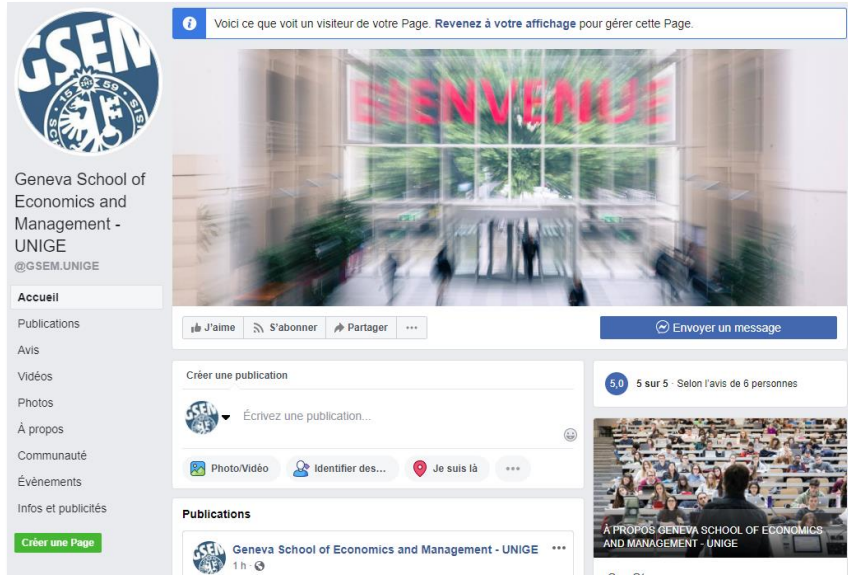 Voici ce que voit un visiteur de votre Page. Revenez à votre affichage pour gérer cette Page.
GSEM
1559
BIENVENUE
Geneva School of
Economics and
Management -
UNIGE
@GSEM.UNIGE
Accueil
Publications
Avis
Vidéos
Photos
À propos
Communauté
Évènements
Infos et publicités
Créer une Page
J'aime
S'abonner
Partager
Envoyer un message
Créer une publication
GSEM
Écrivez une publication...
Photo/Vidéo
Identifier des...
Je suis là
Publications
GSEM
Geneva School of Economics and Management - UNIGE
1 h
5,0
5 sur 5 · Selon l'avis de 6 personnes
À PROPOS GENEVA SCHOOL OF ECONOMICS
AND MANAGEMENT - UNIGE